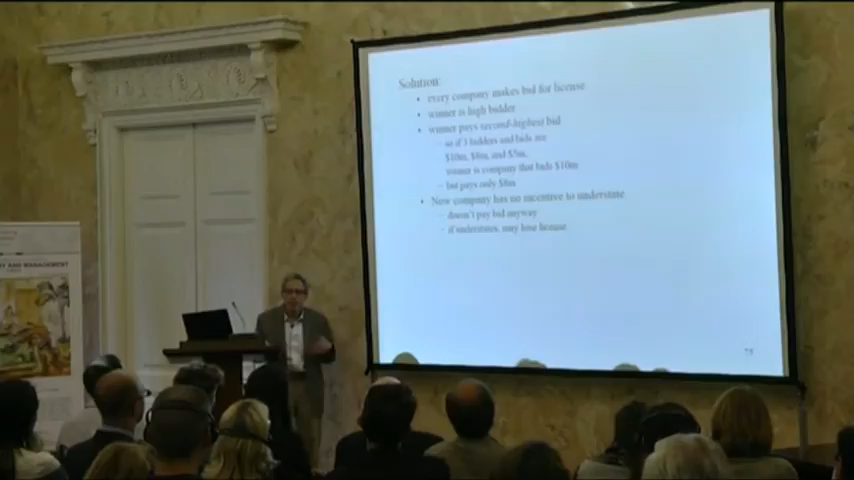 Solution:
• every company makes bid for license
• winner is high bidder
• winner pays second-highest bid
– so if 3 bidders and bids are
$10m, $8m, and $5m,
winner is company that bids $10m
– but pays only $8m
• Now company has no incentive to understate
– doesn't pay bid anyway
– if understates, may lose license
AND MANAGEMENT